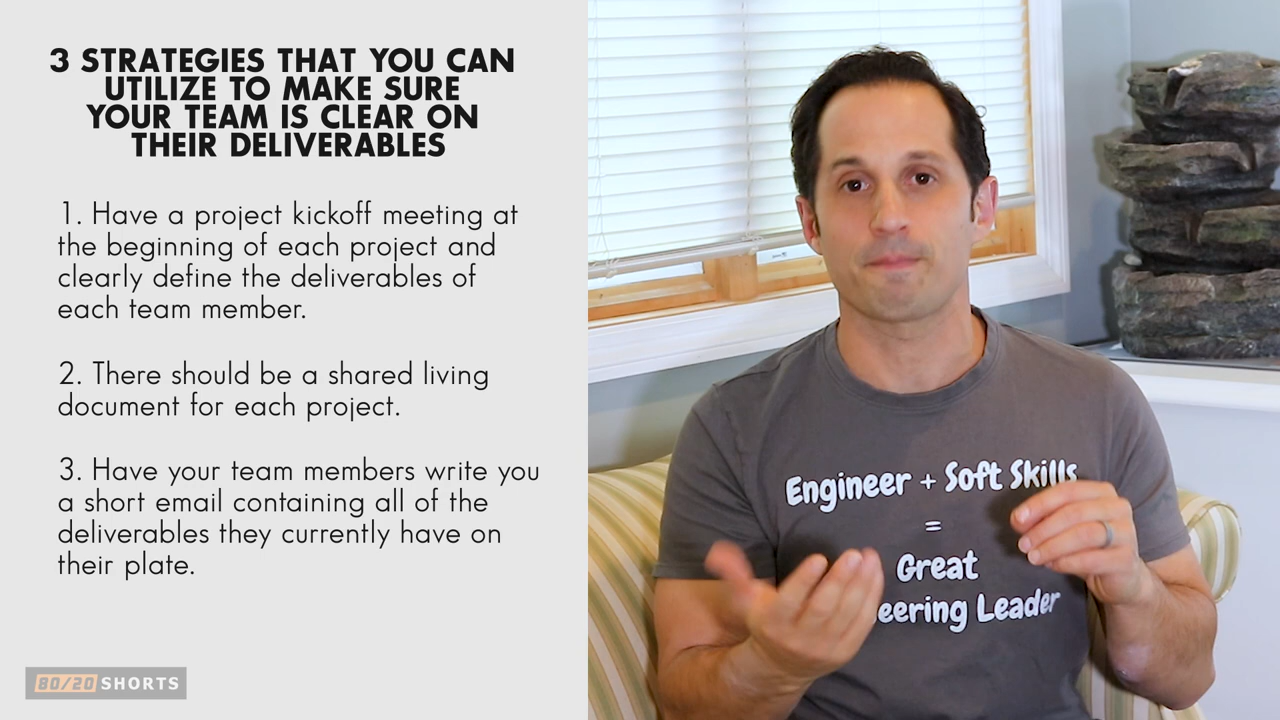 3 STRATEGIES THAT YOU CAN
UTILIZE TO MAKE SURE
YOUR TEAM IS CLEAR ON
THEIR DELIVERABLES
1. Have a project kickoff meeting at
the beginning of each project and
clearly define the deliverables of
each team member.
2. There should be a shared living
document for each project.
3. Have your team members write you
a short email containing all of the
deliverables they currently have on
their plate.
80/20 SHORTS
Engineer + Soft Skills
=
Great
Leader